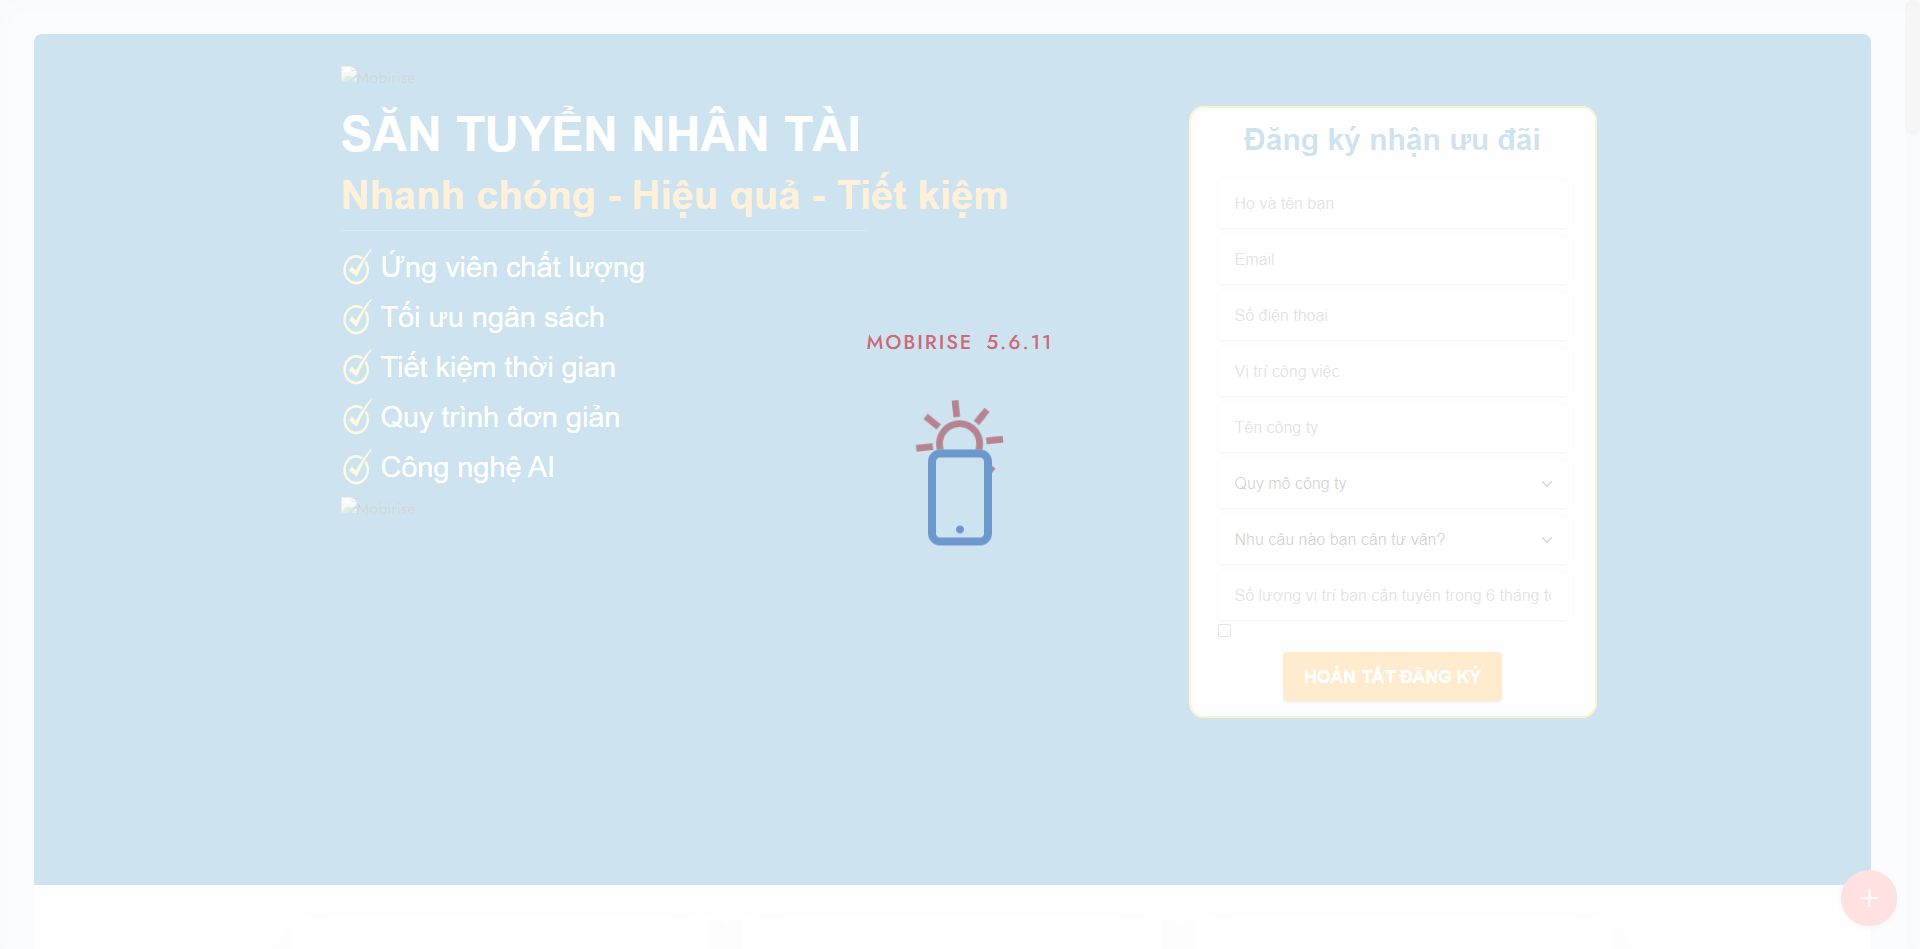 Mobirise
SĂN TUYỂN NHÂN TÀI
Nhanh chóng - Hiệu quả - Tiết kiệm
Ứng viên chất lượng
Tối ưu ngân sách
Tiết kiệm thời gian
Quy trình đơn giản
Công nghệ AI
Mobirise
MOBIRISE 5.6.11
Đăng ký nhận ưu đãi
Họ và tên bạn
Email
Số điện thoại
Vị trí công việc
Tên công ty
Quy mô công ty
Nhu cầu nào bạn cần tư vấn?
Số lượng vị trí bạn cần tuyển trong 6 tháng
HOÀN TẤT ĐĂNG KÝ